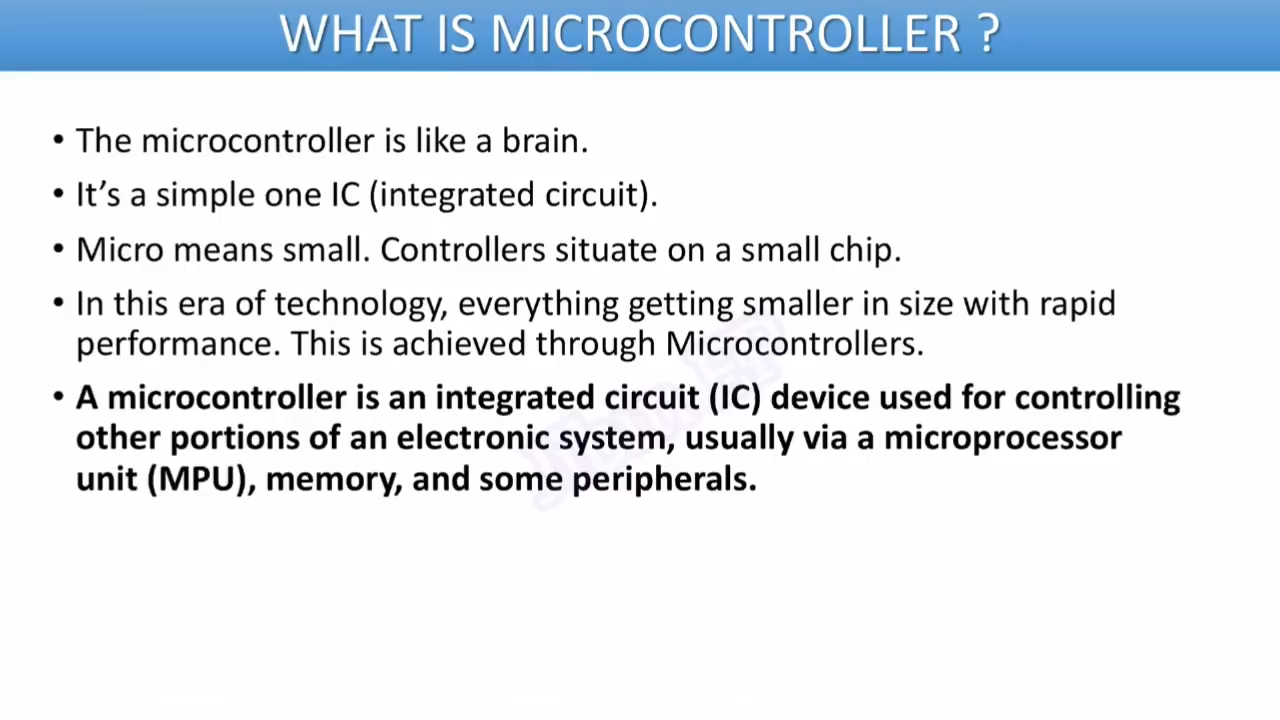 WHAT IS MICROCONTROLLER ?
• The microcontroller is like a brain.
• It’s a simple one IC (integrated circuit).
• Micro means small. Controllers situate on a small chip.
• In this era of technology, everything getting smaller in size with rapid
performance. This is achieved through Microcontrollers.
• A microcontroller is an integrated circuit (IC) device used for controlling
other portions of an electronic system, usually via a microprocessor
unit (MPU), memory, and some peripherals.